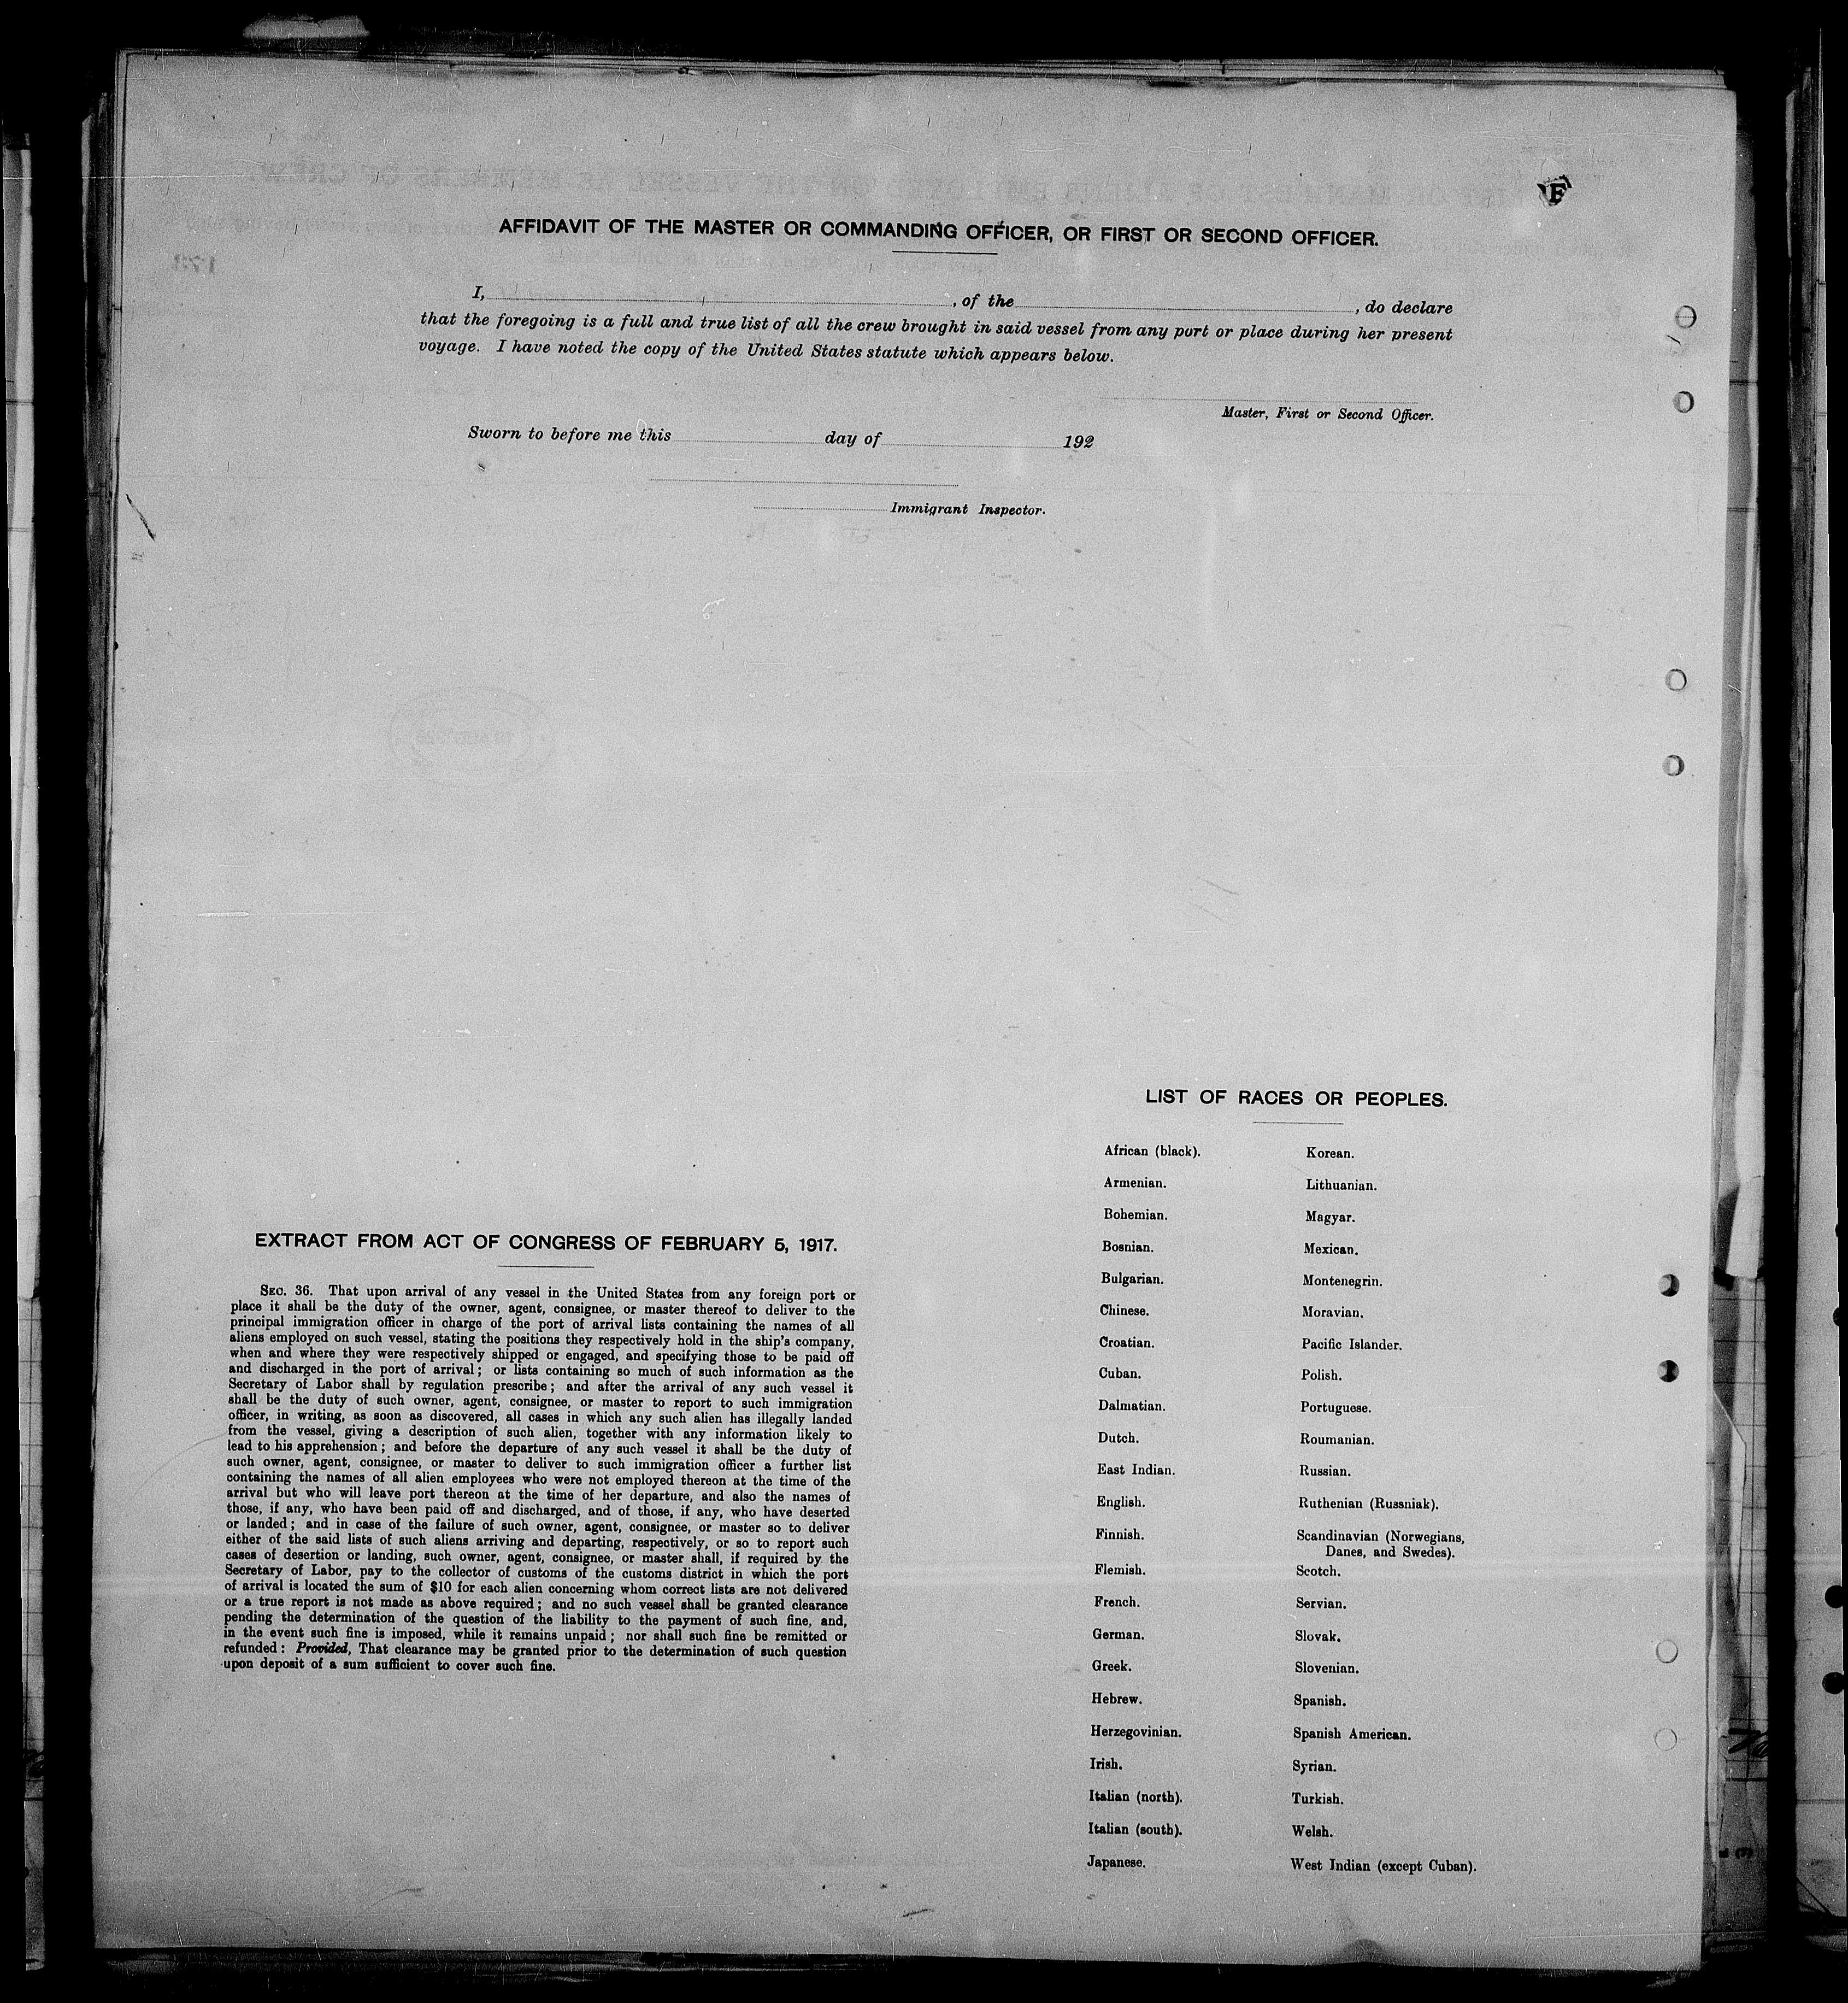 F
AFFIDAVIT OF THE MASTER OR COMMANDING OFFICER, OR FIRST OR SECOND OFFICER.
I, , of the , do declare
that the foregoing is a full and true list of all the crew brought in said vessel from any port or place during her present
voyage. I have noted the copy of the United States statute which appears below.
Master, First or Second Officer.
Sworn to before me this day of 192
Immigrant Inspector.
EXTRACT FROM ACT OF CONGRESS OF FEBRUARY 5, 1917.
SEC. 36. That upon arrival of any vessel in the United States from any foreign port or
place it shall be the duty of the owner, agent, consignee, or master thereof to deliver to the
principal immigration officer in charge of the port of arrival lists containing the names of all
aliens employed on such vessel, stating the positions they respectively hold in the ship's company,
when and where they were respectively shipped or engaged, and specifying those to be paid off
and discharged in the port of arrival; or lists containing so much of such information as the
Secretary of Labor shall by regulation prescribe; and after the arrival of any such vessel it
shall be the duty of such owner, agent, consignee, or master to report to such immigration
officer, in writing, as soon as discovered, all cases in which any such alien has illegally landed
from the vessel, giving a description of such alien, together with any information likely to
lead to his apprehension; and before the departure of any such vessel it shall be the duty of
such owner, agent, consignee, or master to deliver to such immigration officer a further list
containing the names of all alien employees who were not employed thereon at the time of the
arrival but who will leave port thereon at the time of her departure, and also the names of
those, if any, who have been paid off and discharged, and of those, if any, who have deserted
or landed; and in case of the failure of such owner, agent, consignee, or master so to deliver
either of the said lists of such aliens arriving and departing, respectively, or so to report such
cases of desertion or landing, such owner, agent, consignee, or master shall, if required by the
Secretary of Labor, pay to the collector of customs of the customs district in which the port
of arrival is located the sum of $10 for each alien concerning whom correct lists are not delivered
or a true report is not made as above required; and no such vessel shall be granted clearance
pending the determination of the question of the liability to the payment of such fine, and,
in the event such fine is imposed, while it remains unpaid; nor shall such fine be remitted or
refunded: Provided, That clearance may be granted prior to the determination of such question
upon deposit of a sum sufficient to cover such fine.
LIST OF RACES OR PEOPLES.
African (black).
Armenian.
Bohemian.
Bosnian.
Bulgarian.
Chinese.
Croatian.
Cuban.
Dalmatian.
Dutch.
East Indian.
English.
Finnish.
Flemish.
French.
German.
Greek.
Hebrew.
Herzegovinian.
Irish.
Italian (north).
Italian (south).
Japanese.
Korean.
Lithuanian.
Magyar.
Mexican.
Montenegrin.
Moravian.
Pacific Islander.
Polish.
Portuguese.
Roumanian.
Russian.
Ruthenian (Russniak).
Scandinavian (Norwegians,
Danes, and Swedes).
Scotch.
Servian.
Slovak.
Slovenian.
Spanish.
Spanish American.
Syrian.
Turkish.
Welsh.
West Indian (except Cuban).